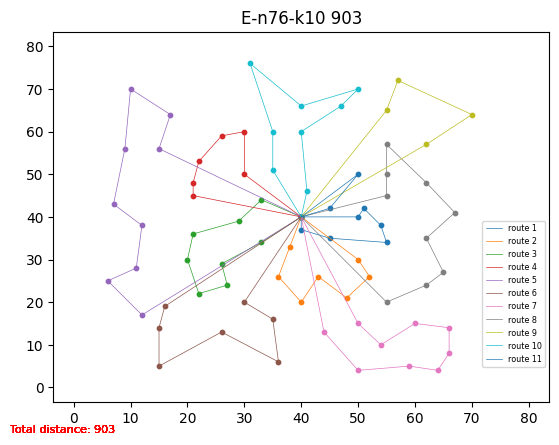 E-n76-k10 903
80
70
60
50
40
30
20
10
0
0 10 20 30 40 50 60 70 80
route 1
route 2
route 3
route 4
route 5
route 6
route 7
route 8
route 9
route 10
route 11
Total distance: 903